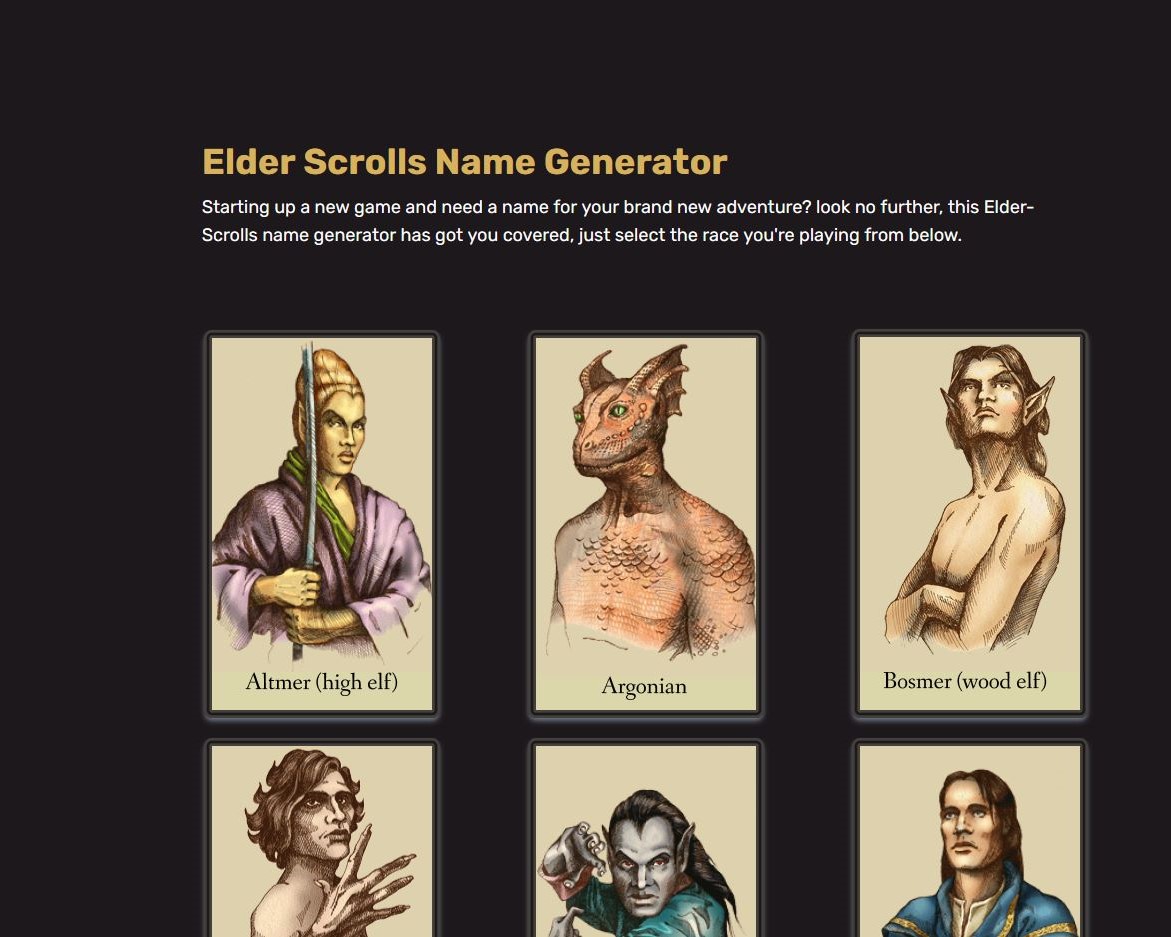 Elder Scrolls Name Generator
Starting up a new game and need a name for your brand new adventure? look no further, this Elder-
Scrolls name generator has got you covered, just select the race you're playing from below.
Altmer (high elf)
Argonian
Bosmer (wood elf)